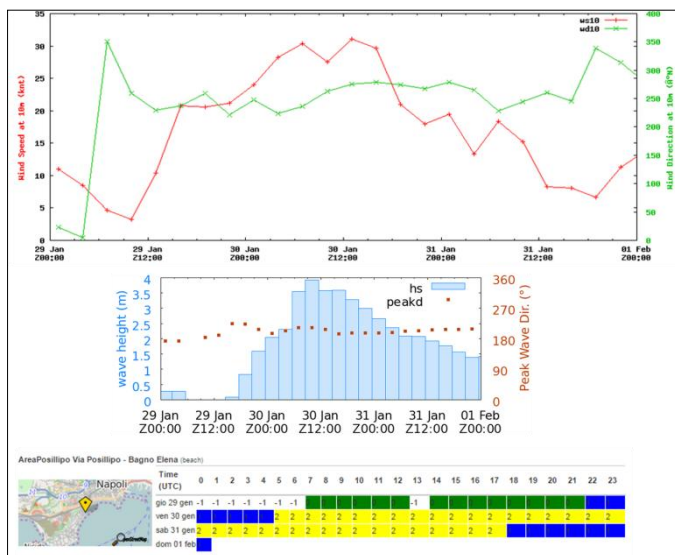 ws10
wd10
Wind Speed at 10m (knt)
35
30
25
20
15
10
5
0
Wind Direction at 10m (°N)
400
350
300
250
200
150
100
50
0
29 Jan 29 Jan 30 Jan 30 Jan 31 Jan 31 Jan 01 Feb
Z00:00 Z12:00 Z00:00 Z12:00 Z00:00 Z12:00 Z00:00
wave height (m)
4
3.5
3
2.5
2
1.5
1
0.5
0
hs
peakd
Peak Wave Dir. (°)
360
270
180
90
0
29 Jan 29 Jan 30 Jan 30 Jan 31 Jan 31 Jan 01 Feb
Z00:00 Z12:00 Z00:00 Z12:00 Z00:00 Z12:00 Z00:00
AreaPosillipo Via Posillipo - Bagno Elena (beach)
Napoli
Time (UTC) 0 1 2 3 4 5 6 7 8 9 10 11 12 13 14 15 16 17 18 19 20 21 22 23
gio 29 gen -1 -1 -1 -1 -1 -1 -1 -1
ven 30 gen 2 2 2 2 2 2 2 2 2 2 2 2 2 2 2 2 2 2 2
sab 31 gen 2 2 2 2 2 2 2 2 2 2 2 2 2 2 2 2 2 2
dom 01 feb